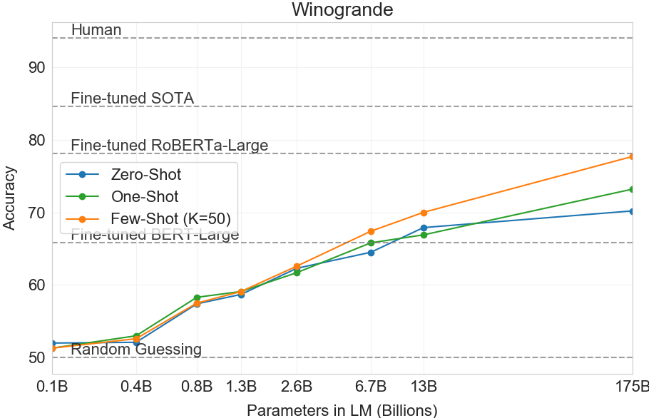 Winogrande
Human
90
Fine-tuned SOTA
80
Fine-tuned RoBERTa-Large
Zero-Shot
One-Shot
Few-Shot (K=50)
70
Fine-tuned BERT-Large
60
50
Random Guessing
Accuracy
0.1B 0.4B 0.8B 1.3B 2.6B 6.7B 13B 175B
Parameters in LM (Billions)